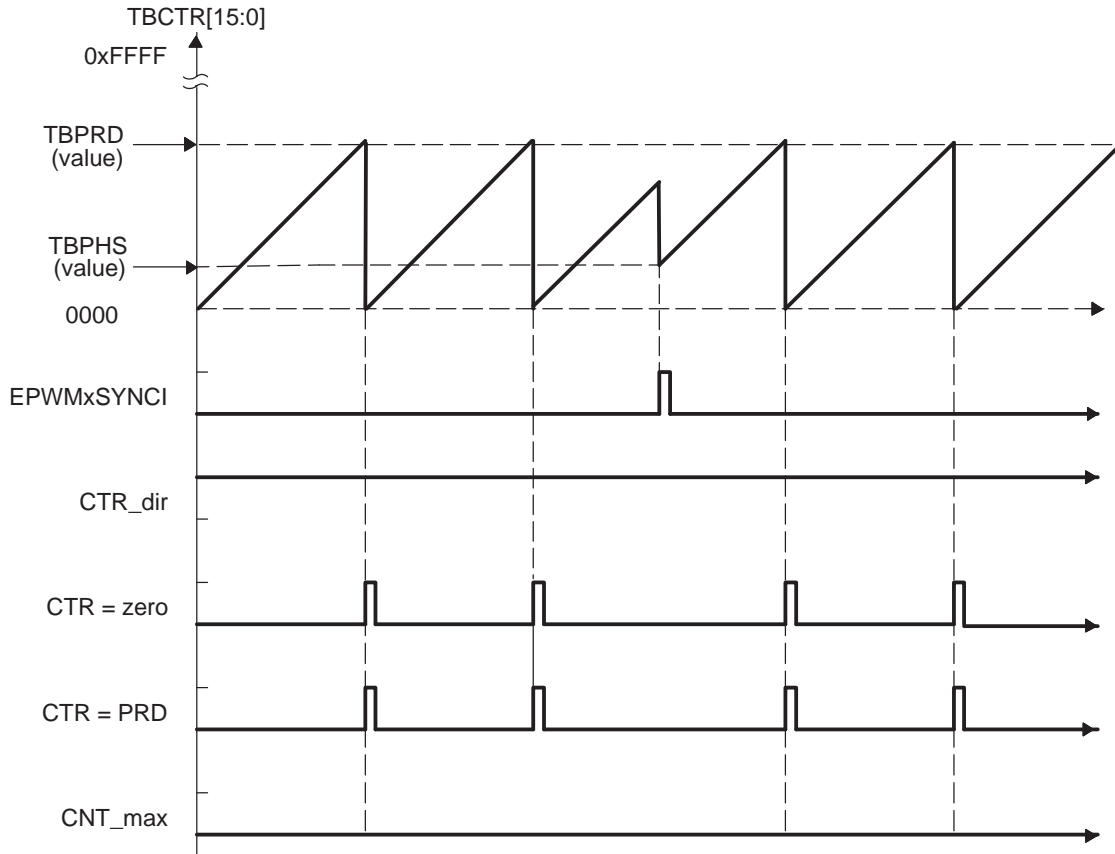 TBCTR[15:0]
0xFFFF
TBPRD
(value)
TBPHS
(value)
0000
EPWMxSYNCI
CTR_dir
CTR = zero
CTR = PRD
CNT_max